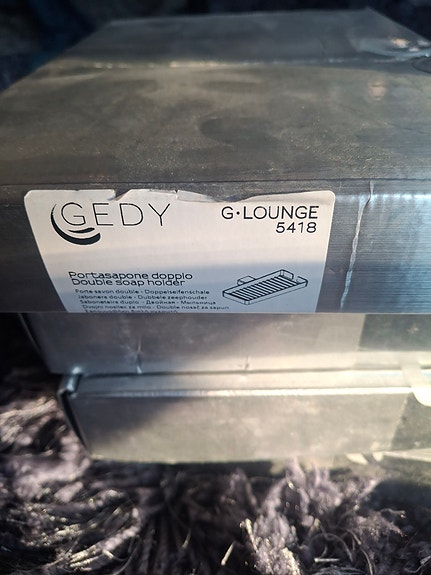 GEDY
G·LOUNGE
5418
Portasapone doppio
Double soap holder
Porte savon double - Doppelseifenschale
Jabonera double - Dubbele zeephouder
Saboneteira duplo - Двойная - Мыльница